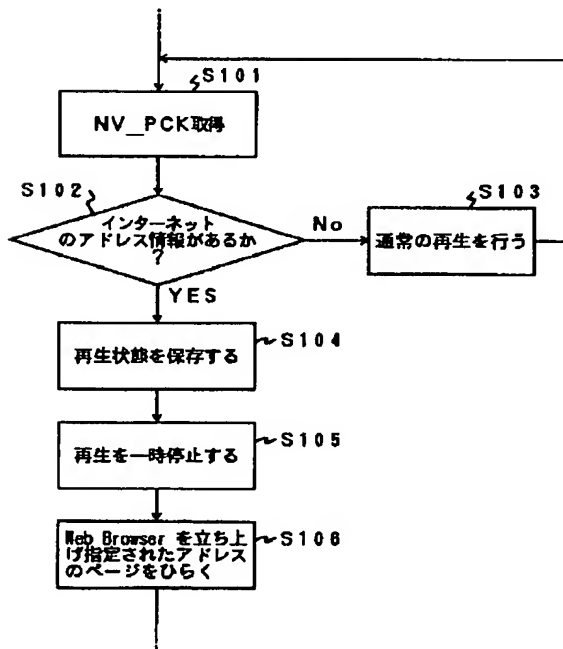 S101
NV_PCK取得
S102
インターネット
のアドレス情報があるか
?
No
S103
通常の再生を行う
YES
再生状態を保存する
S104
再生を一時停止する
S105
Web Browser を立ち上
げ指定されたアドレス
のページをひらく
S106